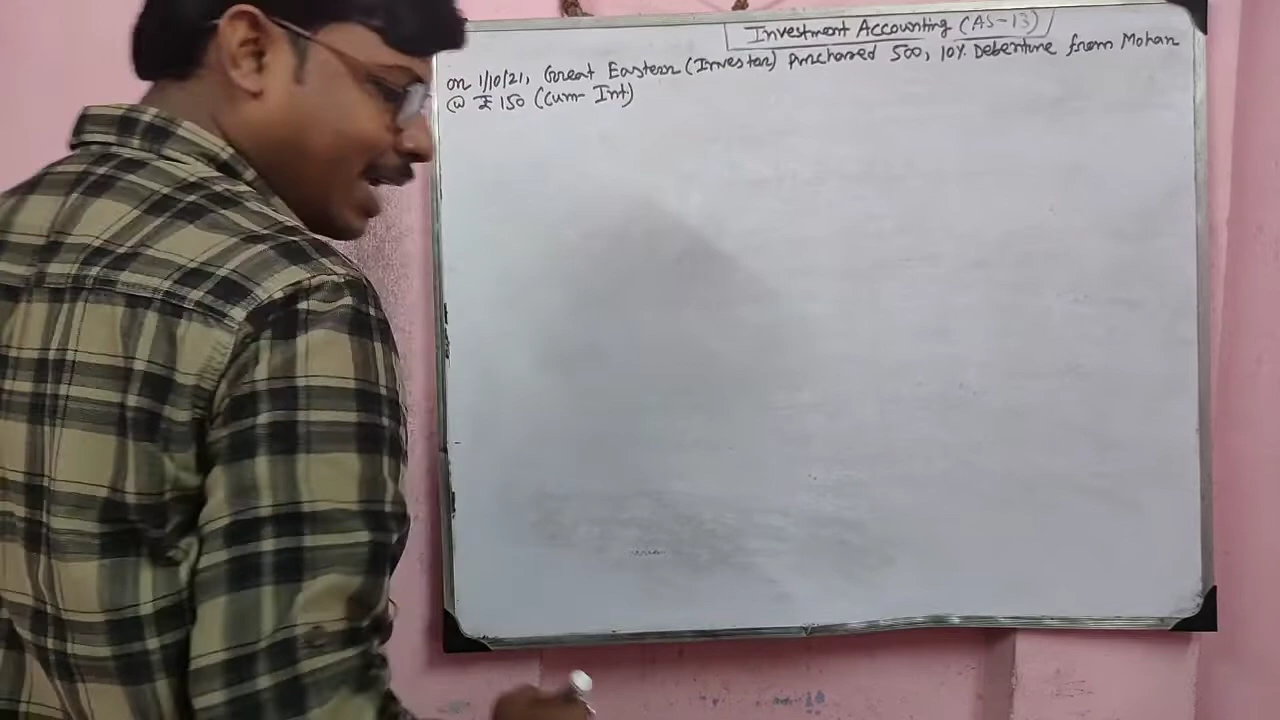 Investment Accounting (AS-13)
on 1/10/21, Great Eastern (Investor) purchased 500, 10% Debenture from Mohan
@ ₹ 150 (Cum-Int)